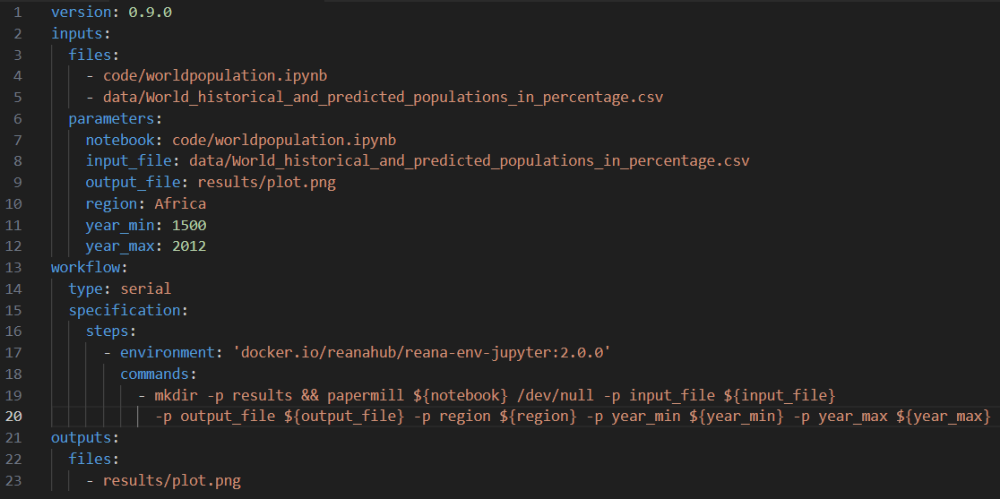 1 version: 0.9.0
2 inputs:
3   files:
4     - code/worldpopulation.ipynb
5     - data/World_historical_and_predicted_populations_in_percentage.csv
6   parameters:
7     notebook: code/worldpopulation.ipynb
8     input_file: data/World_historical_and_predicted_populations_in_percentage.csv
9     output_file: results/plot.png
10     region: Africa
11     year_min: 1500
12     year_max: 2012
13 workflow:
14   type: serial
15   specification:
16     steps:
17       - environment: 'docker.io/reanahub/reana-env-jupyter:2.0.0'
18         commands:
19           - mkdir -p results && papermill ${notebook} /dev/null -p input_file ${input_file}
20             -p output_file ${output_file} -p region ${region} -p year_min ${year_min} -p year_max ${year_max}
21 outputs:
22   files:
23     - results/plot.png